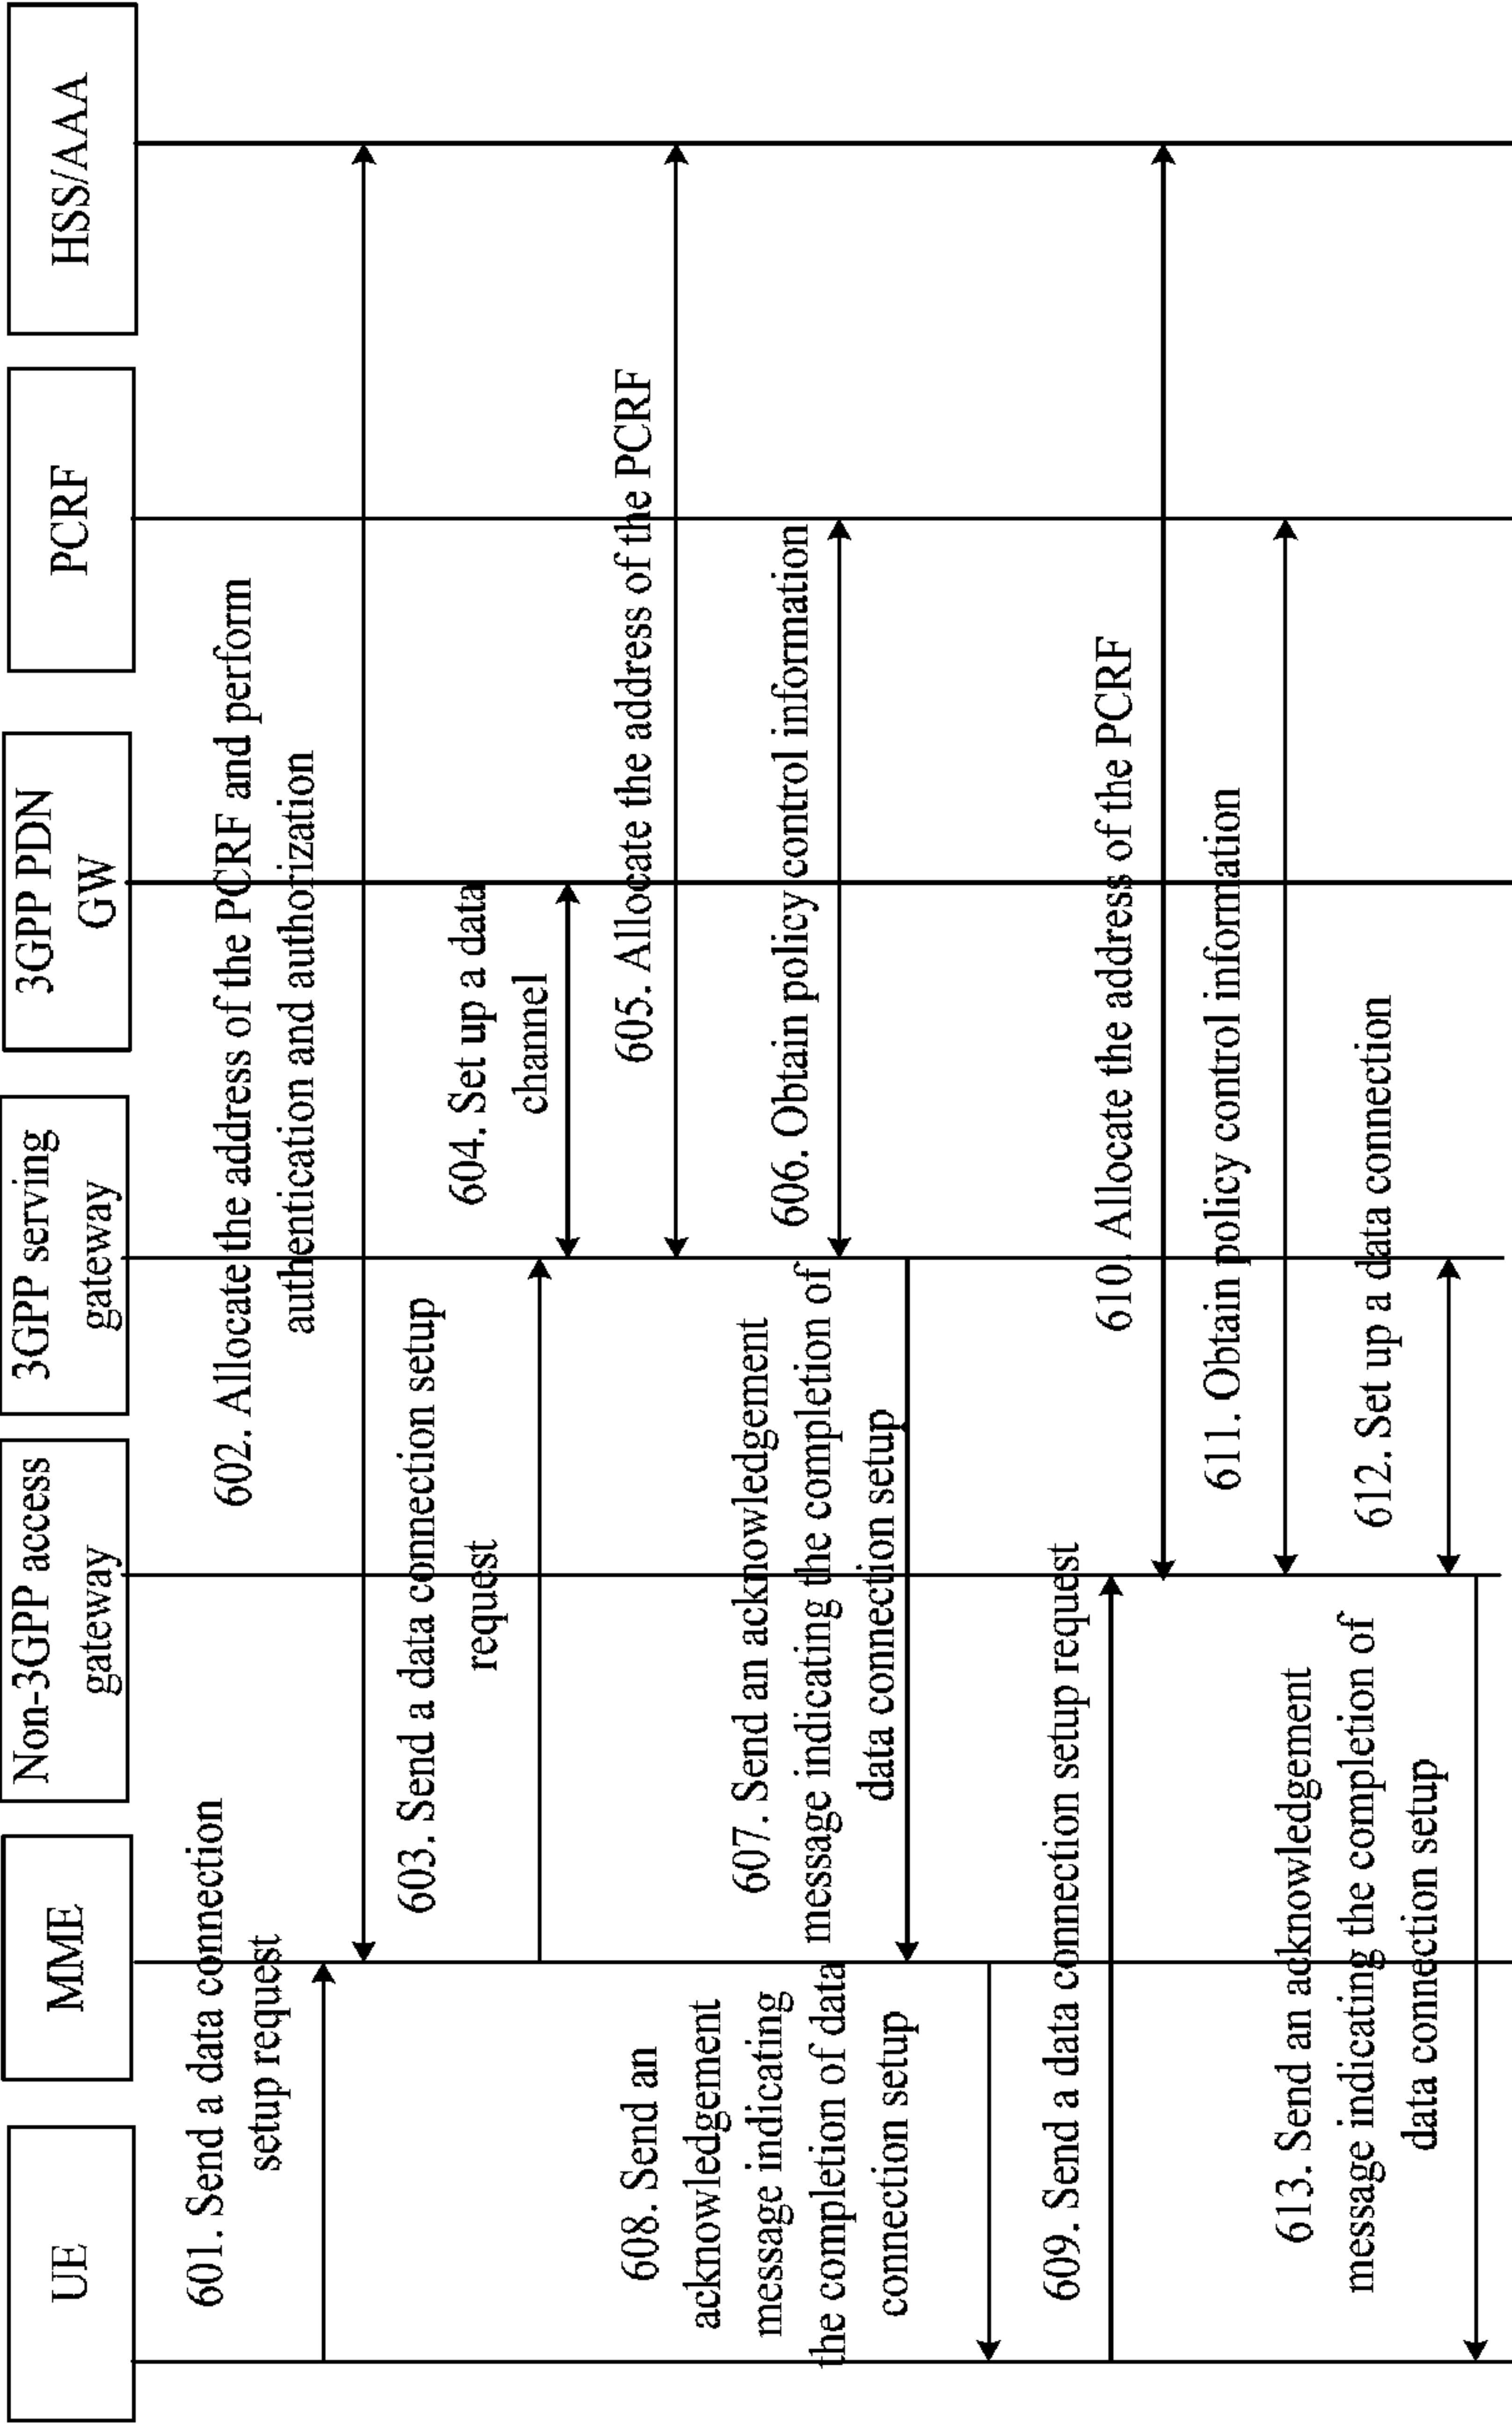 UE
MME
Non-3GPP access
gateway
3GPP serving
gateway
3GPP PDN
GW
PCRF
HSS/AAA
601. Send a data connection
setup request
602. Allocate the address of the PCRF and perform
authentication and authorization
603. Send a data connection setup
request
604. Set up a data
channel
605. Allocate the address of the PCRF
606. Obtain policy control information
607. Send an acknowledgement
message indicating the completion of
data connection setup
608. Send an
acknowledgement
message indicating
the completion of data
connection setup
609. Send a data connection setup request
610. Allocate the address of the PCRF
611. Obtain policy control information
612. Set up a data connection
613. Send an acknowledgement
message indicating the completion of
data connection setup